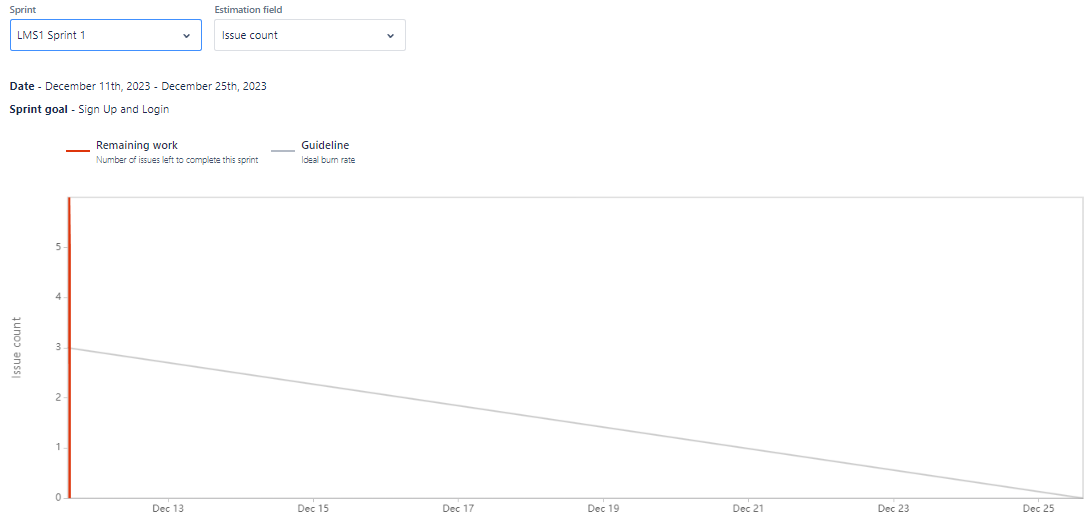 Sprint Estimation field
LMS1 Sprint 1 Issue count
Date - December 11th, 2023 - December 25th, 2023
Sprint goal - Sign Up and Login
Remaining work Guideline
Number of issues left to complete this sprint Ideal burn rate
5
4
3
2
1
0
Issue count
Dec 13 Dec 15 Dec 17 Dec 19 Dec 21 Dec 23 Dec 25